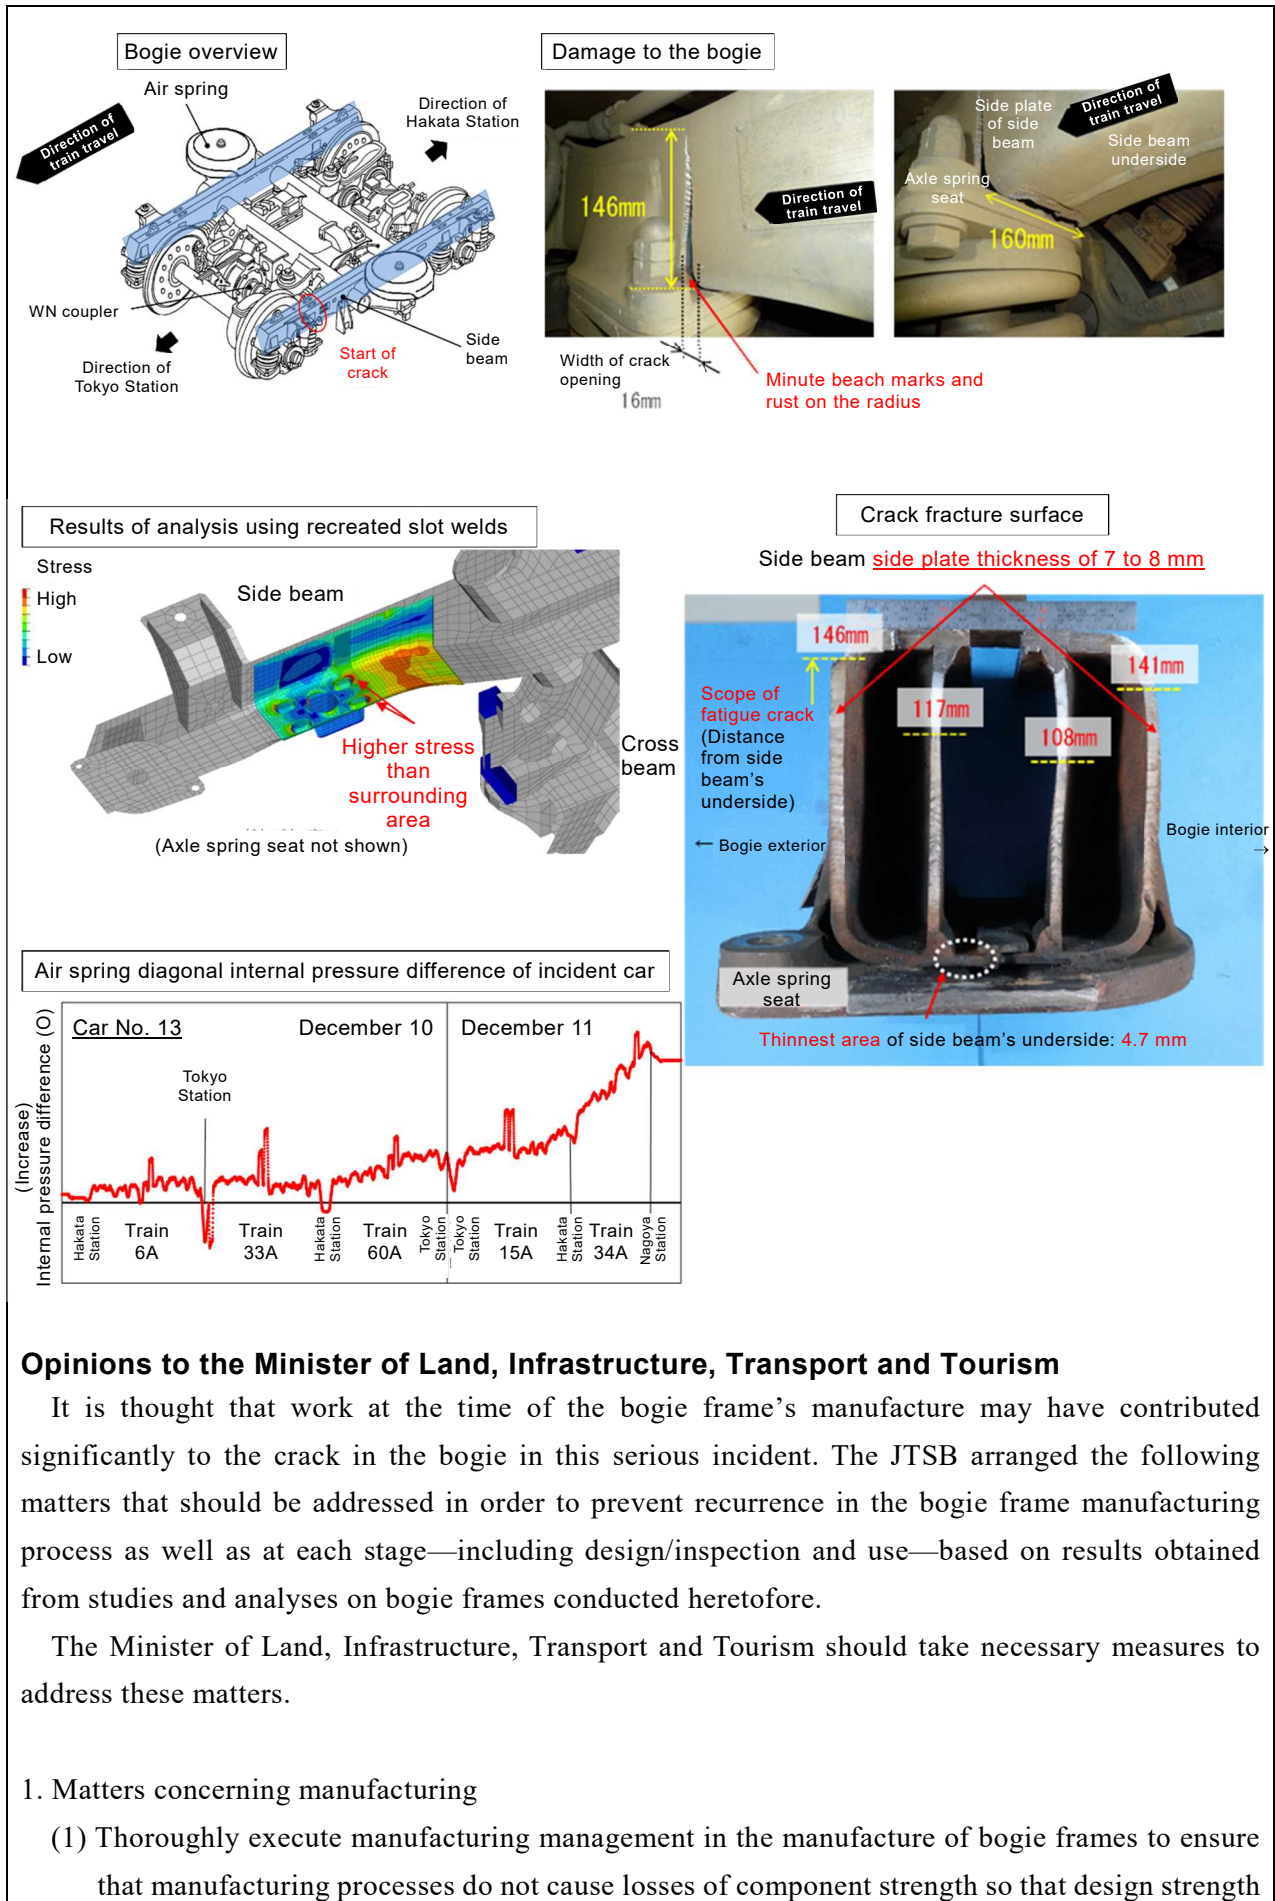 Bogie overview
Air spring
Direction of
train travel
Direction of
Hakata Station
WN coupler
Direction of
Tokyo Station
Start of
crack
Side
beam
Damage to the bogie
146mm
Direction of
train travel
Width of crack
opening
16mm
Minute beach marks and
rust on the radius
Side plate
of side
beam
Direction of
train travel
Side beam
underside
Axle spring
seat
160mm
Results of analysis using recreated slot welds
Stress
High
Low
Side beam
Higher stress
than
surrounding
area
Cross
beam
(Axle spring seat not shown)
Crack fracture surface
Side beam side plate thickness of 7 to 8 mm
146mm
141mm
117mm
108mm
Scope of
fatigue crack
(Distance
from side
beam's
underside)
← Bogie exterior
Bogie interior
→
Axle spring
seat
Thinnest area of side beam's underside: 4.7 mm
Air spring diagonal internal pressure difference of incident car
(Increase)
Internal pressure difference (O)
Car No. 13
December 10
December 11
Tokyo
Station
Hakata
Station
Train
6A
Train
33A
Hakata
Station
Train
60A
Tokyo
Station
Tokyo
Station
Train
15A
Hakata
Station
Train
34A
Nagoya
Station
Opinions to the Minister of Land, Infrastructure, Transport and Tourism
It is thought that work at the time of the bogie frame's manufacture may have contributed
significantly to the crack in the bogie in this serious incident. The JTSB arranged the following
matters that should be addressed in order to prevent recurrence in the bogie frame manufacturing
process as well as at each stage—including design/inspection and use—based on results obtained
from studies and analyses on bogie frames conducted heretofore.
The Minister of Land, Infrastructure, Transport and Tourism should take necessary measures to
address these matters.
1. Matters concerning manufacturing
(1) Thoroughly execute manufacturing management in the manufacture of bogie frames to ensure
that manufacturing processes do not cause losses of component strength so that design strength